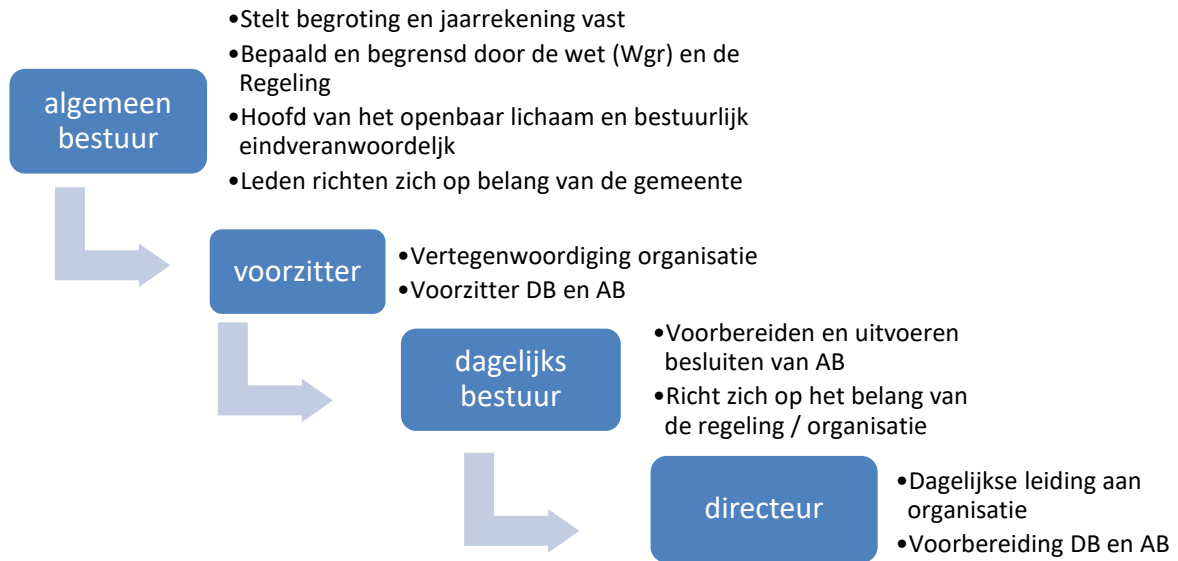 •Stelt begroting en jaarrekening vast
•Bepaald en begrensd door de wet (Wgr) en de
Regeling
•Hoofd van het openbaar lichaam en bestuurlijk
eindveranwoordeljk
•Leden richten zich op belang van de gemeente
algemeen
bestuur
voorzitter
•Vertegenwoordiging organisatie
•Voorzitter DB en AB
dagelijks
bestuur
•Voorbereiden en uitvoeren
besluiten van AB
•Richt zich op het belang van
de regeling / organisatie
directeur
•Dagelijkse leiding aan
organisatie
•Voorbereiding DB en AB